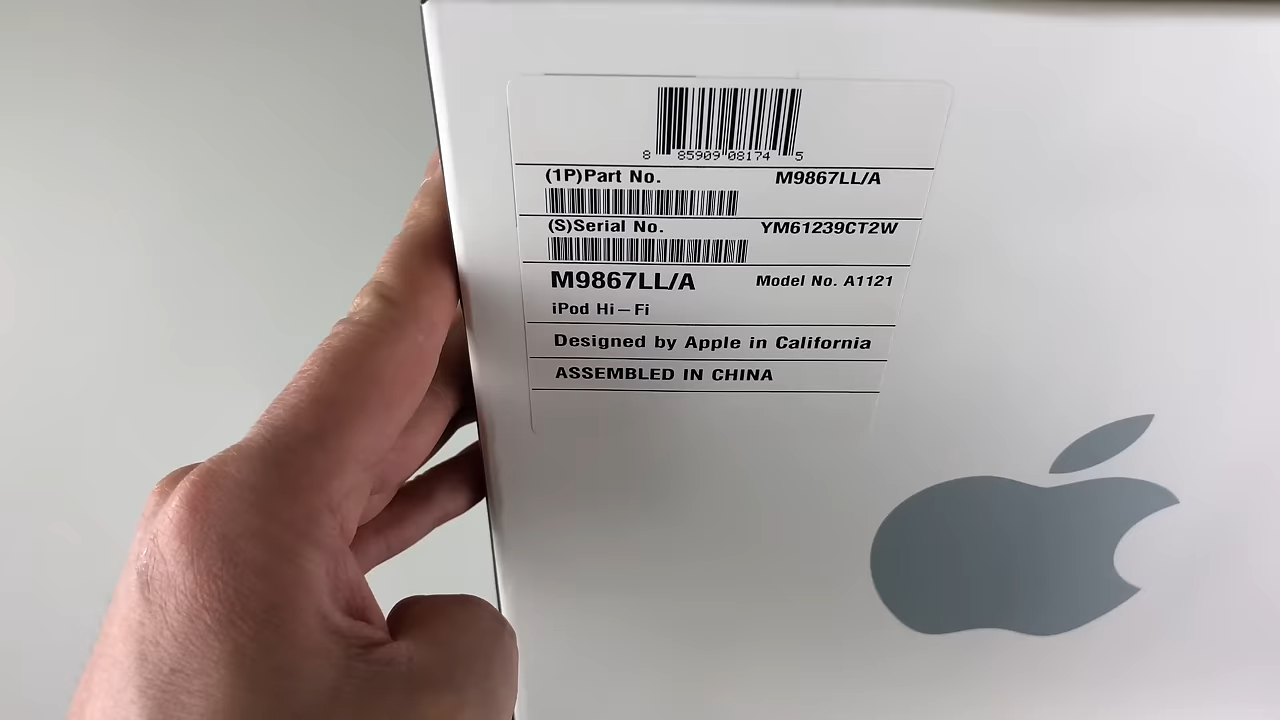 8 85909 08174 5
(1P)Part No. M9867LL/A
(S)Serial No. YM61239CT2W
M9867LL/A Model No. A1121
iPod Hi-Fi
Designed by Apple in California
ASSEMBLED IN CHINA